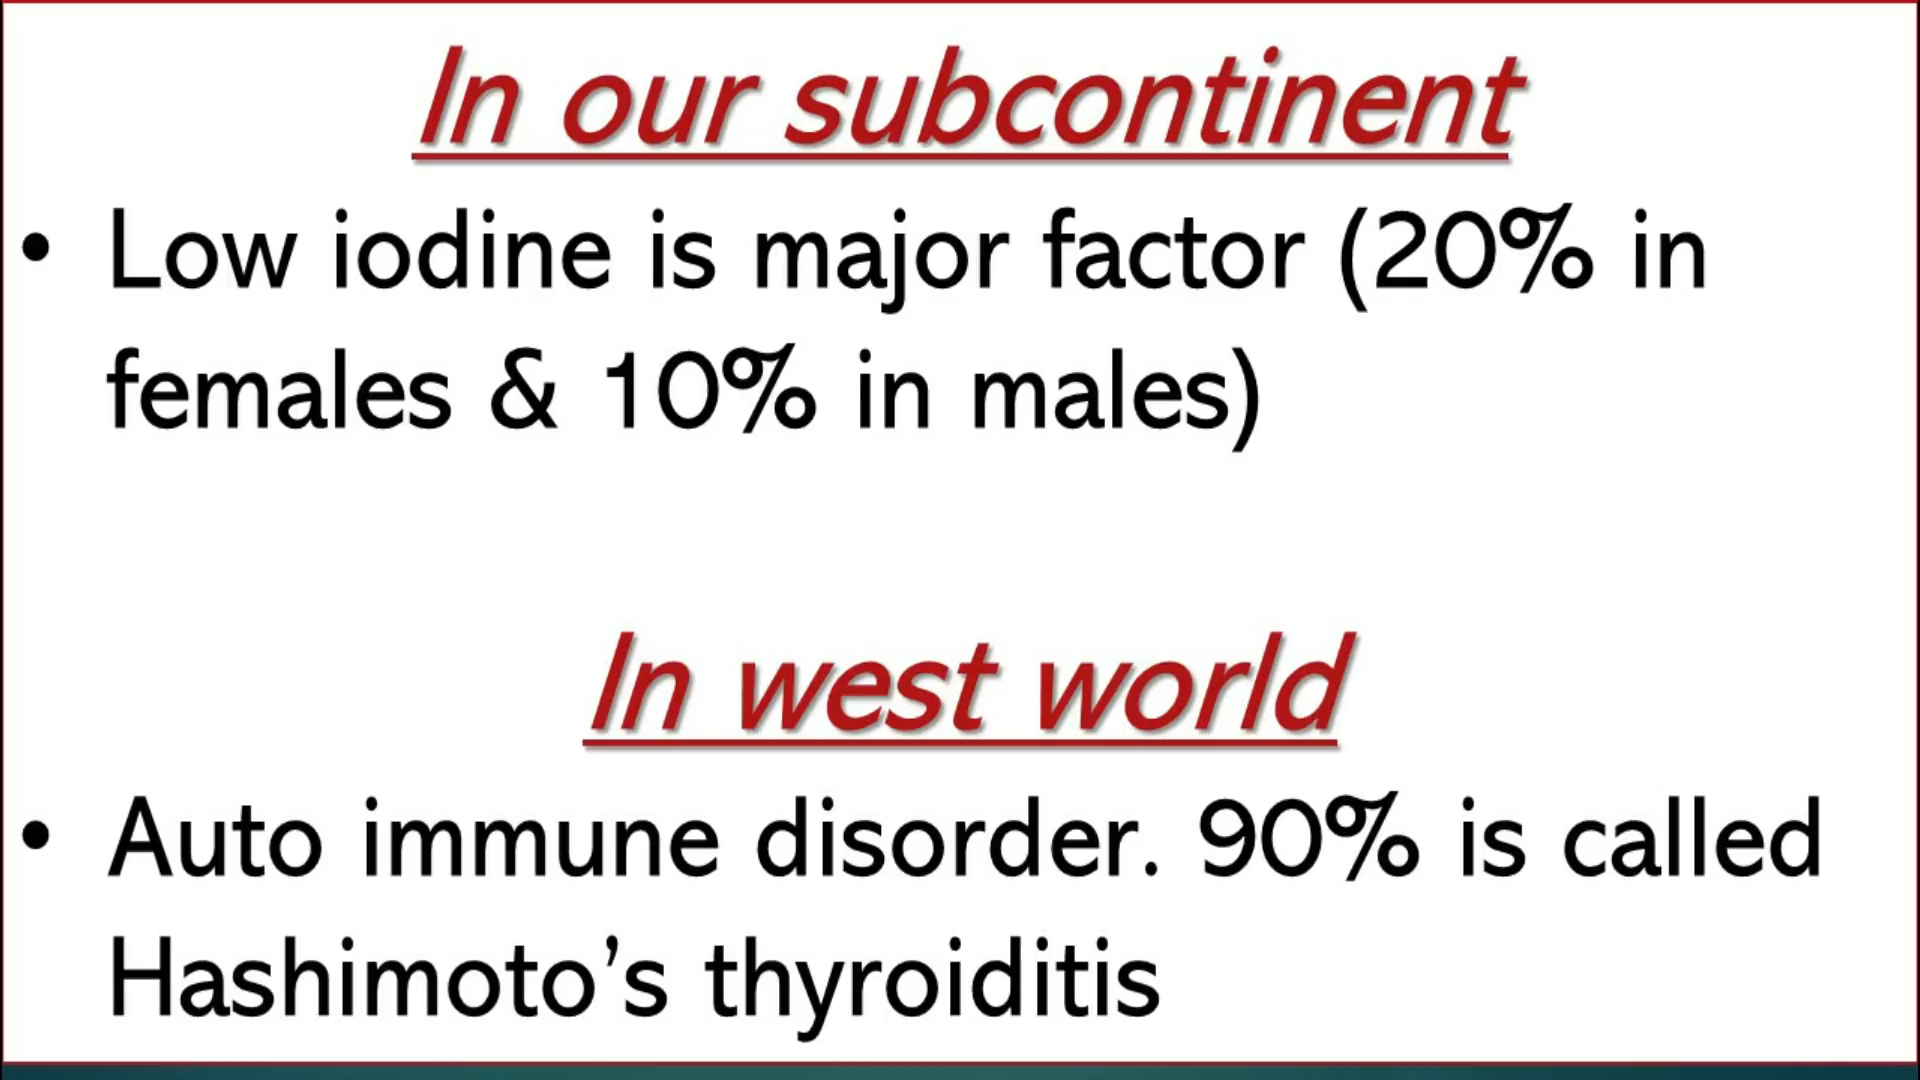 In our subcontinent
• Low iodine is major factor (20% in
females & 10% in males)
In west world
• Auto immune disorder. 90% is called
Hashimoto’s thyroiditis